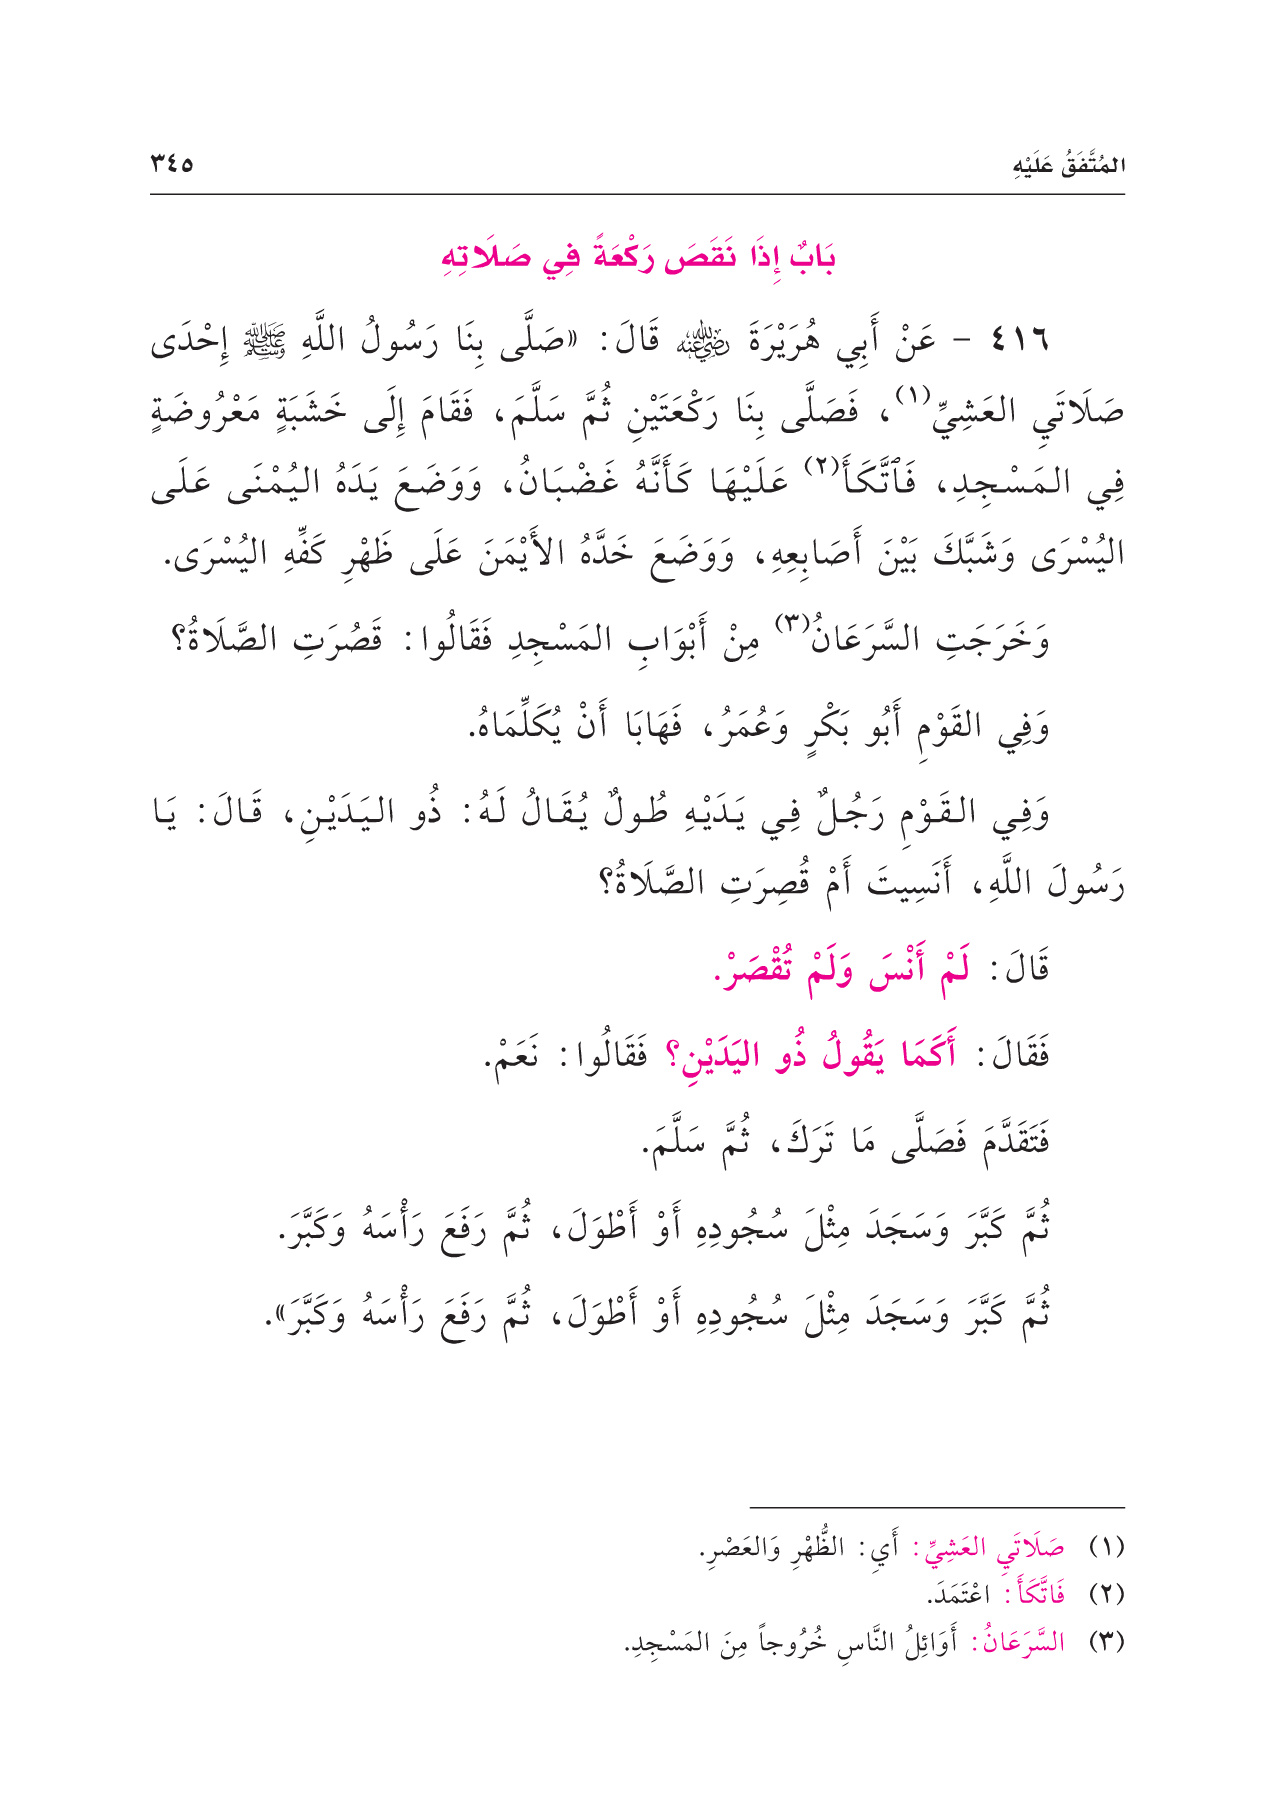 المُتَّفَقُ عَلَيْهِ
٣٤٥
بَابٌ إِذَا نَقَصَ رَكْعَةً فِي صَلَاتِهِ
٤١٦ - عَنْ أَبِي هُرَيْرَةَ رضي الله عنه قَالَ: «صَلَّى بِنَا رَسُولُ اللَّهِ ﷺ إِحْدَى
صَلَاتَيِ العَشِيِّ(١)، فَصَلَّى بِنَا رَكْعَتَيْنِ ثُمَّ سَلَّمَ، فَقَامَ إِلَى خَشَبَةٍ مَعْرُوضَةٍ
فِي المَسْجِدِ، فَٱتَّكَأَ(٢) عَلَيْهَا كَأَنَّهُ غَضْبَانُ، وَوَضَعَ يَدَهُ اليُمْنَى عَلَى
اليُسْرَى وَشَبَّكَ بَيْنَ أَصَابِعِهِ، وَوَضَعَ خَدَّهُ الأَيْمَنَ عَلَى ظَهْرِ كَفِّهِ اليُسْرَى.
وَخَرَجَتِ السَّرَعَانُ(٣) مِنْ أَبْوَابِ المَسْجِدِ فَقَالُوا: قَصُرَتِ الصَّلَاةُ؟
وَفِي القَوْمِ أَبُو بَكْرٍ وَعُمَرُ، فَهَابَا أَنْ يُكَلِّمَاهُ.
وَفِي القَوْمِ رَجُلٌ فِي يَدَيْهِ طُولٌ يُقَالُ لَهُ: ذُو اليَدَيْنِ، قَالَ: يَا
رَسُولَ اللَّهِ، أَنَسِيتَ أَمْ قُصِرَتِ الصَّلَاةُ؟
قَالَ: لَمْ أَنْسَ وَلَمْ تُقْصَرْ.
فَقَالَ: أَكَمَا يَقُولُ ذُو اليَدَيْنِ؟ فَقَالُوا: نَعَمْ.
فَتَقَدَّمَ فَصَلَّى مَا تَرَكَ، ثُمَّ سَلَّمَ.
ثُمَّ كَبَّرَ وَسَجَدَ مِثْلَ سُجُودِهِ أَوْ أَطْوَلَ، ثُمَّ رَفَعَ رَأْسَهُ وَكَبَّرَ.
ثُمَّ كَبَّرَ وَسَجَدَ مِثْلَ سُجُودِهِ أَوْ أَطْوَلَ، ثُمَّ رَفَعَ رَأْسَهُ وَكَبَّرَ».
(١) صَلَاتَيِ العَشِيِّ: أَيِ: الظُّهْرِ وَالعَصْرِ.
(٢) فَاتَّكَأَ: اعْتَمَدَ.
(٣) السَّرَعَانُ: أَوَائِلُ النَّاسِ خُرُوجاً مِنَ المَسْجِدِ.